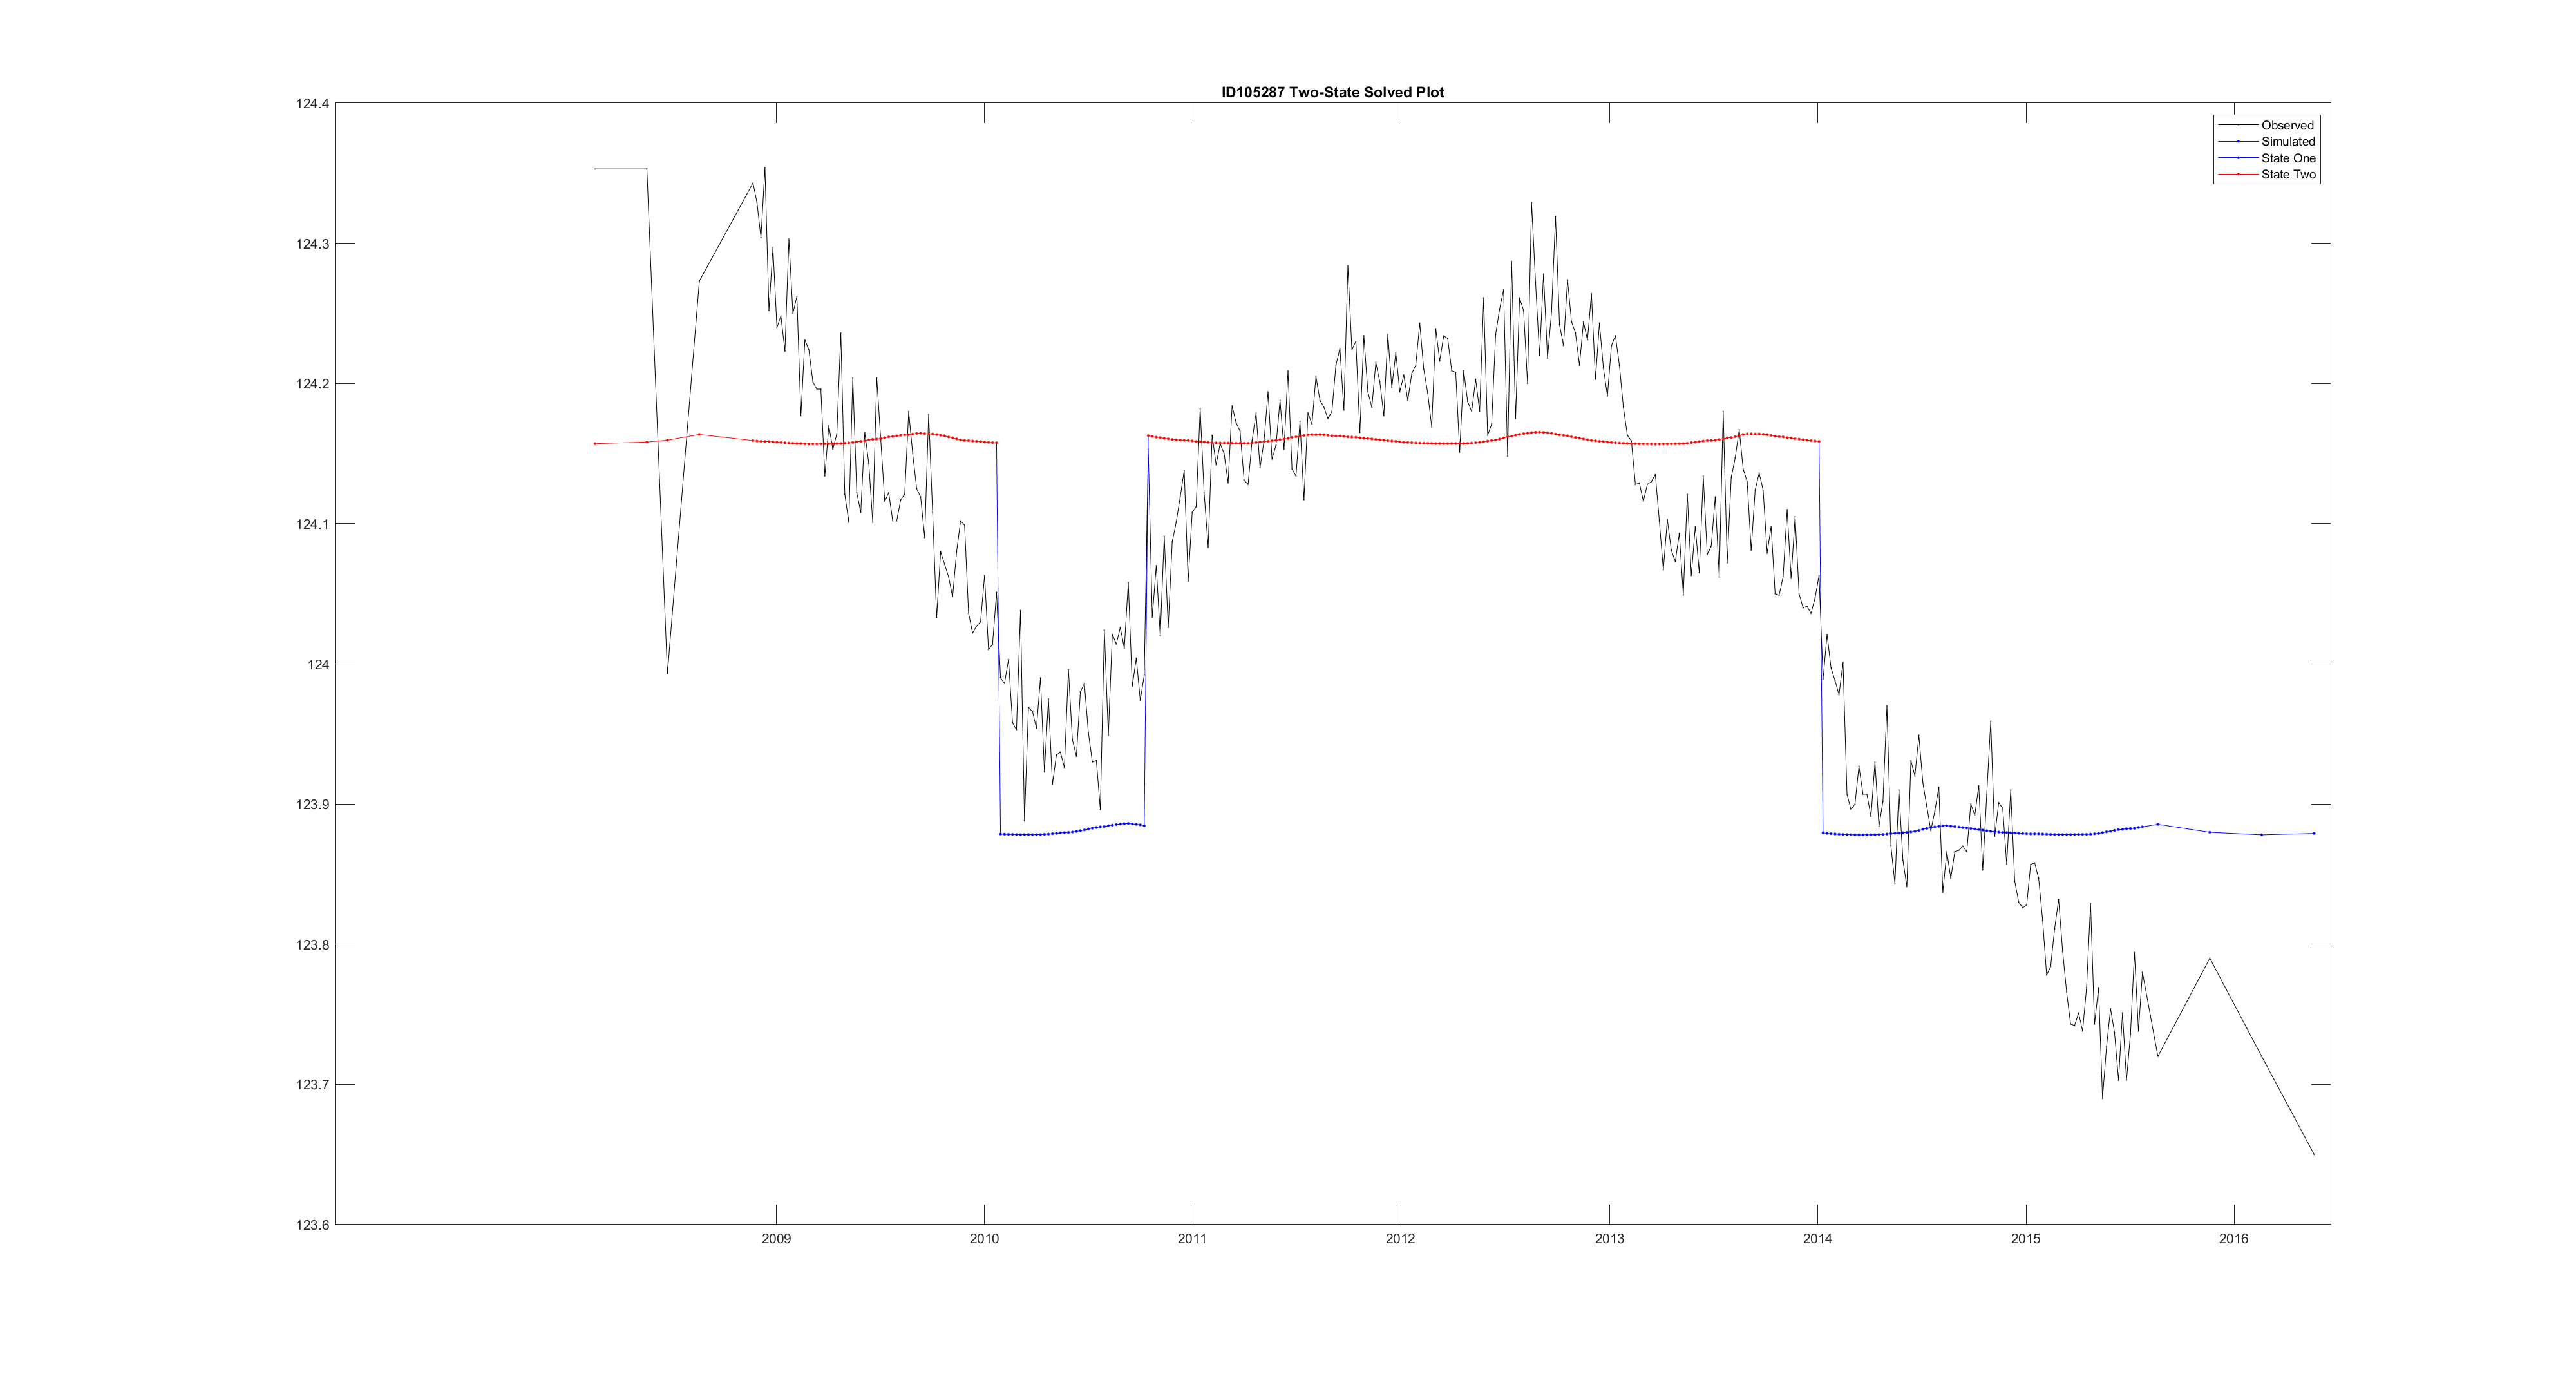 ID105287 Two-State Solved Plot
124.4
124.3
124.2
124.1
124
123.9
123.8
123.7
123.6
2009 2010 2011 2012 2013 2014 2015 2016
Observed
Simulated
State One
State Two